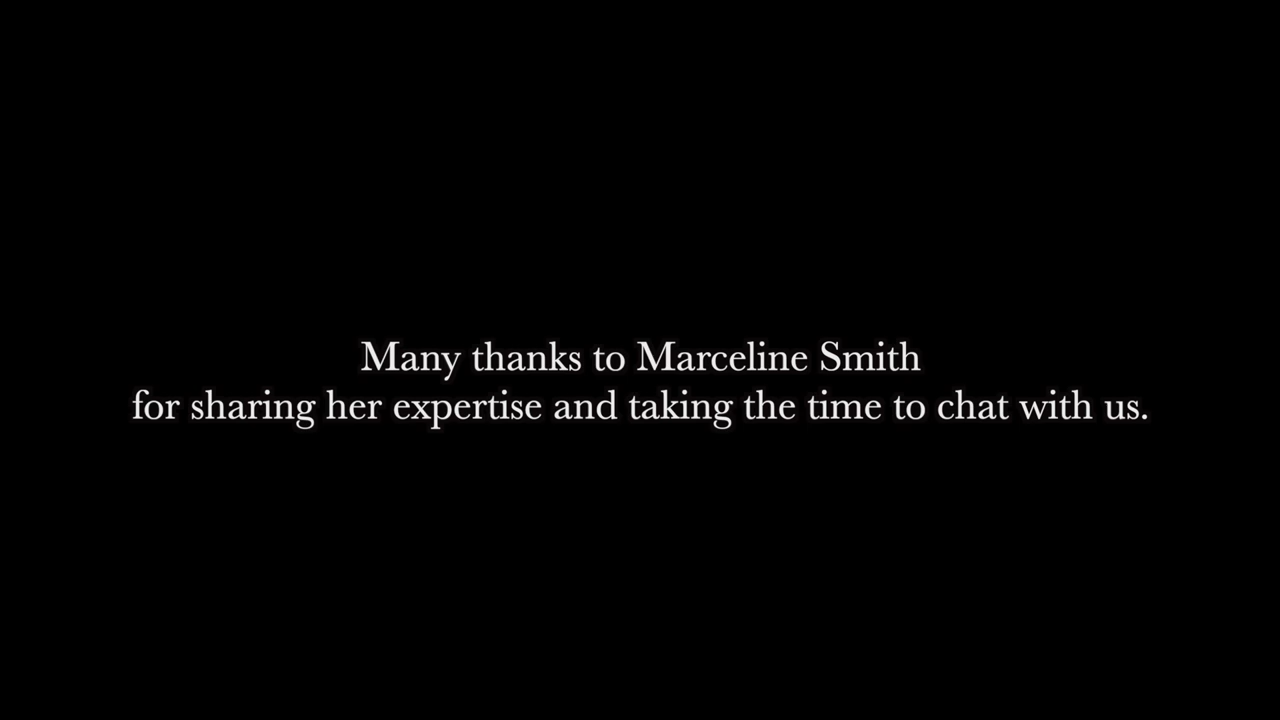 Many thanks to Marceline Smith
for sharing her expertise and taking the time to chat with us.